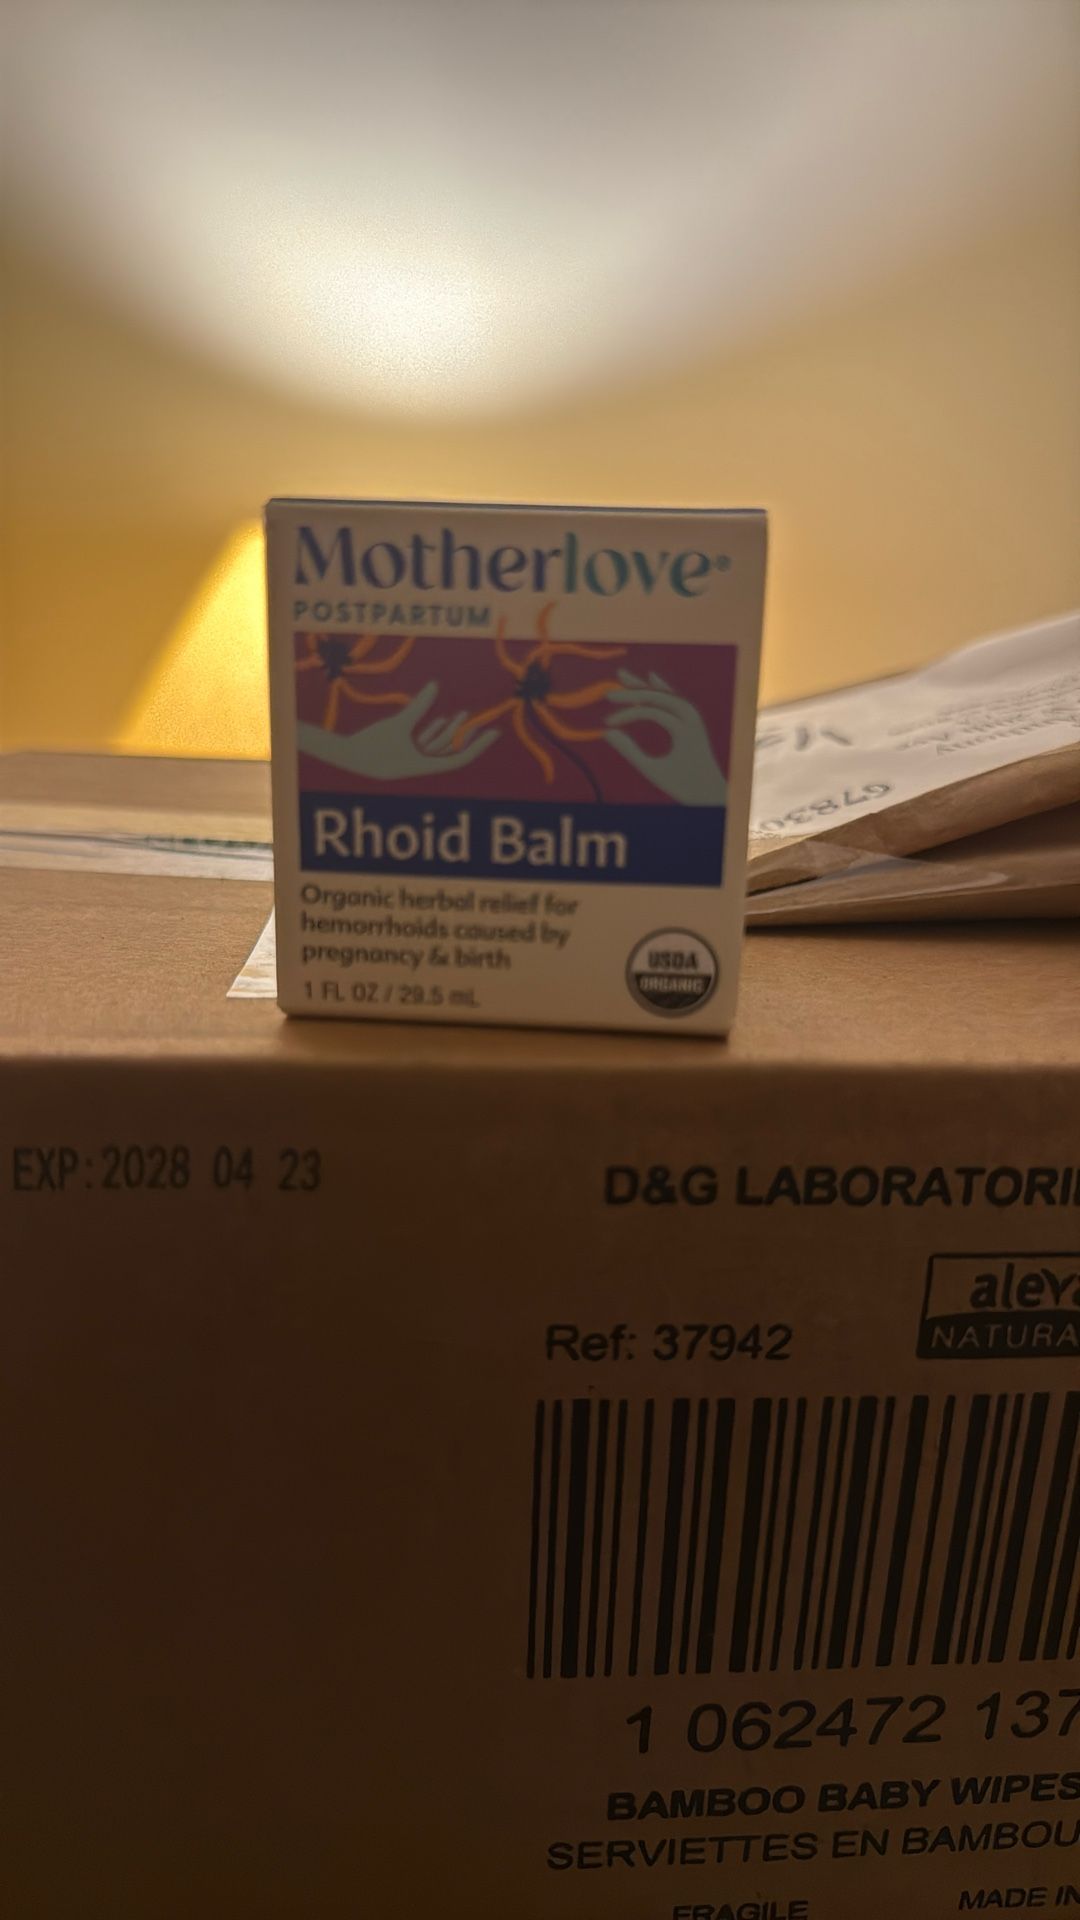 Motherlove®
POSTPARTUM
Rhoid Balm
Organic herbal relief for
hemorrhoids caused by
pregnancy & birth
1 FL OZ / 29.5 mL
USDA
ORGANIC
67830
EXP:2028 04 23
D&G LABORATORI
aleva
NATURA
Ref: 37942
1 062472 137
BAMBOO BABY WIPES
SERVIETTES EN BAMBOU
FRAGILE
MADE IN